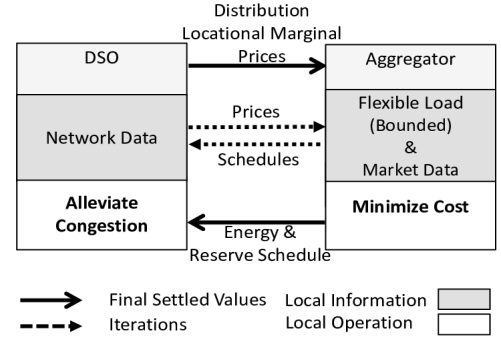 Distribution
Locational Marginal
Prices
DSO
Aggregator
Network Data
Prices
Schedules
Flexible Load
(Bounded)
&
Market Data
Alleviate
Congestion
Minimize Cost
Energy &
Reserve Schedule
Final Settled Values
Local Information
Iterations
Local Operation